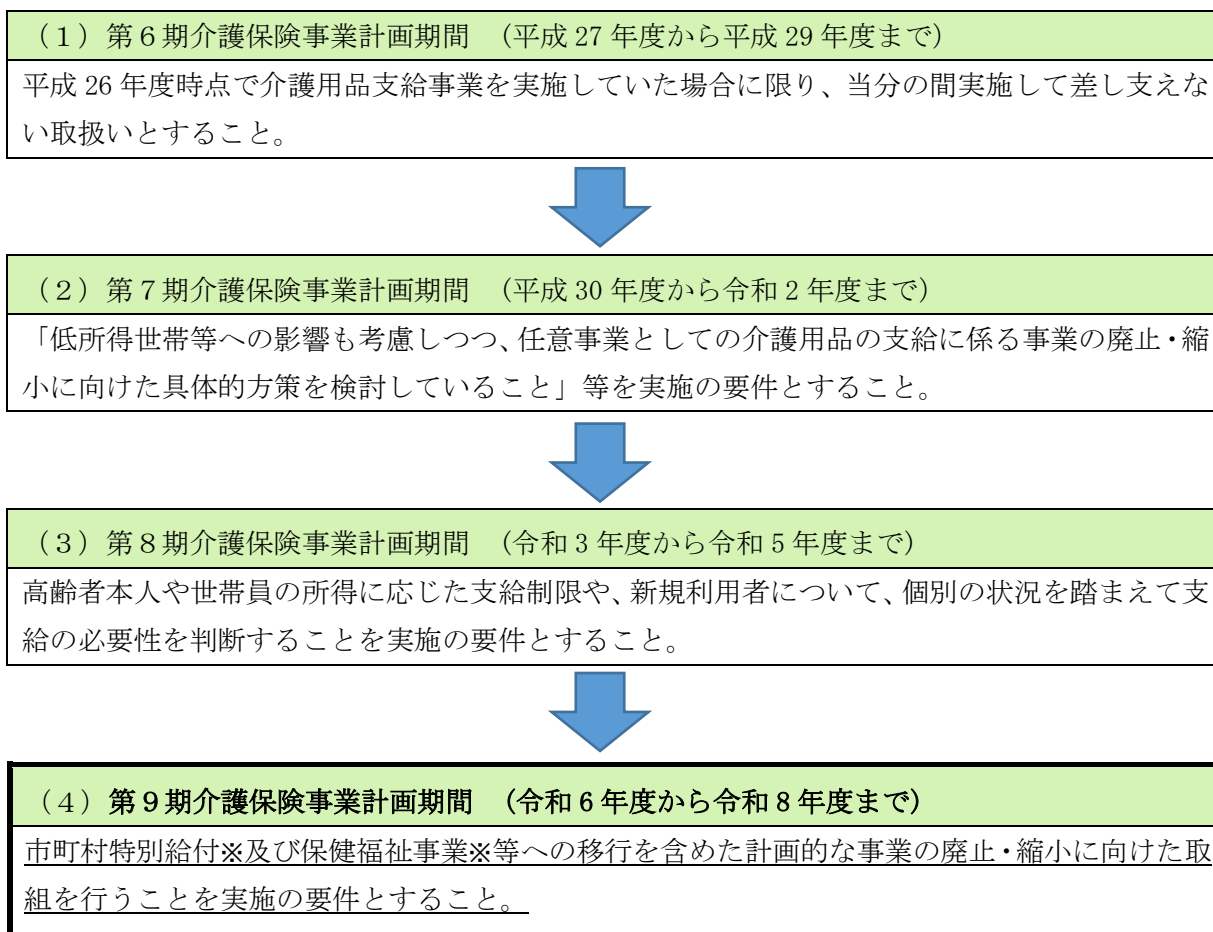 （１）第６期介護保険事業計画期間　（平成 27 年度から平成 29 年度まで）
平成 26 年度時点で介護用品支給事業を実施していた場合に限り、当分の間実施して差し支えな
い取扱いとすること。
（２）第７期介護保険事業計画期間　（平成 30 年度から令和 2 年度まで）
「低所得世帯等への影響も考慮しつつ、任意事業としての介護用品の支給に係る事業の廃止・縮
小に向けた具体的方策を検討していること」等を実施の要件とすること。
（３）第８期介護保険事業計画期間　（令和 3 年度から令和 5 年度まで）
高齢者本人や世帯員の所得に応じた支給制限や、新規利用者について、個別の状況を踏まえて支
給の必要性を判断することを実施の要件とすること。
（４）第９期介護保険事業計画期間　（令和 6 年度から令和 8 年度まで）
市町村特別給付※及び保健福祉事業※等への移行を含めた計画的な事業の廃止・縮小に向けた取
組を行うことを実施の要件とすること。